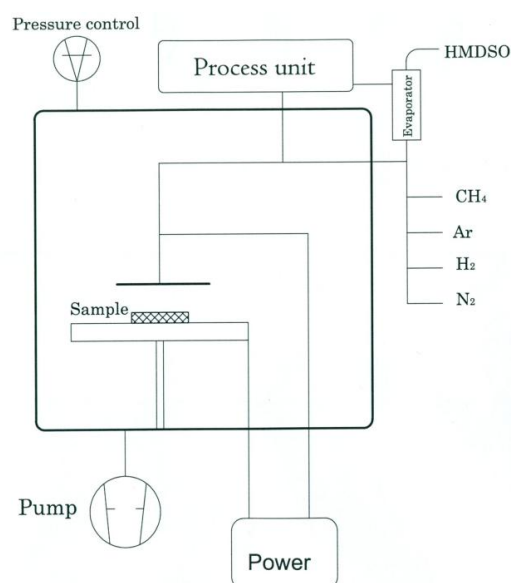 Pressure control
Process unit
HMDSO
Evaporator
CH₄
Ar
H₂
N₂
Sample
Pump
Power